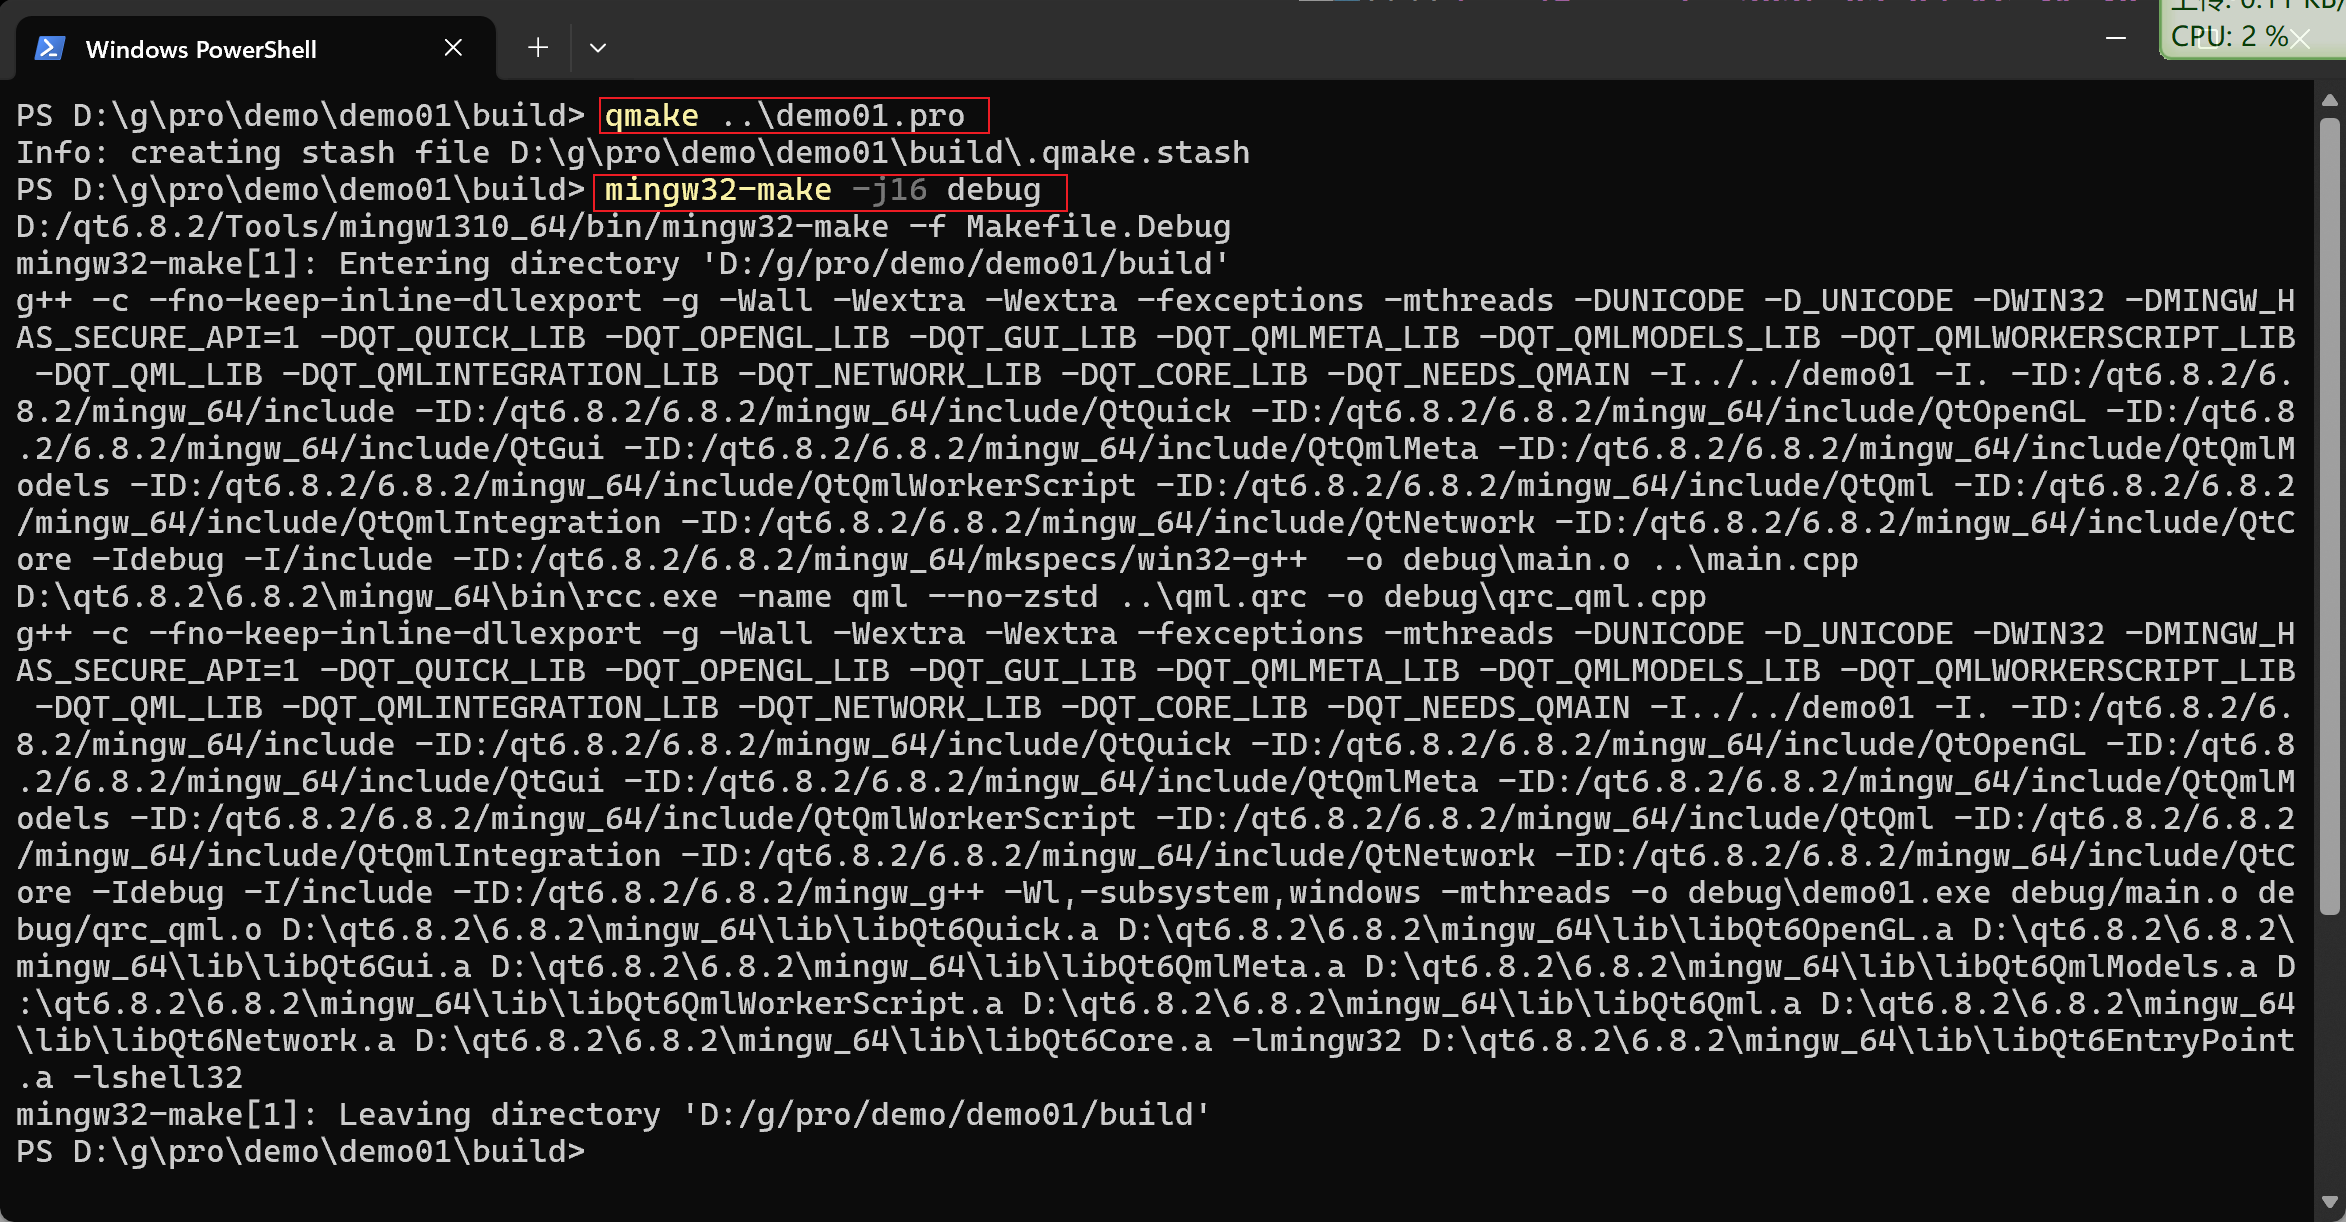 Windows PowerShell
CPU: 2 %
PS D:\g\pro\demo\demo01\build> qmake ..\demo01.pro
Info: creating stash file D:\g\pro\demo\demo01\build\.qmake.stash
PS D:\g\pro\demo\demo01\build> mingw32-make -j16 debug
D:/qt6.8.2/Tools/mingw1310_64/bin/mingw32-make -f Makefile.Debug
mingw32-make[1]: Entering directory 'D:/g/pro/demo/demo01/build'
g++ -c -fno-keep-inline-dllexport -g -Wall -Wextra -Wextra -fexceptions -mthreads -DUNICODE -D_UNICODE -DWIN32 -DMINGW_H
AS_SECURE_API=1 -DQT_QUICK_LIB -DQT_OPENGL_LIB -DQT_GUI_LIB -DQT_QMLMETA_LIB -DQT_QMLMODELS_LIB -DQT_QMLWORKERSCRIPT_LIB
-DQT_QML_LIB -DQT_QMLINTEGRATION_LIB -DQT_NETWORK_LIB -DQT_CORE_LIB -DQT_NEEDS_QMAIN -I../../demo01 -I. -ID:/qt6.8.2/6.
8.2/mingw_64/include -ID:/qt6.8.2/6.8.2/mingw_64/include/QtQuick -ID:/qt6.8.2/6.8.2/mingw_64/include/QtOpenGL -ID:/qt6.8
.2/6.8.2/mingw_64/include/QtGui -ID:/qt6.8.2/6.8.2/mingw_64/include/QtQmlMeta -ID:/qt6.8.2/6.8.2/mingw_64/include/QtQmlM
odels -ID:/qt6.8.2/6.8.2/mingw_64/include/QtQmlWorkerScript -ID:/qt6.8.2/6.8.2/mingw_64/include/QtQml -ID:/qt6.8.2/6.8.2
/mingw_64/include/QtQmlIntegration -ID:/qt6.8.2/6.8.2/mingw_64/include/QtNetwork -ID:/qt6.8.2/6.8.2/mingw_64/include/QtC
ore -Idebug -I/include -ID:/qt6.8.2/6.8.2/mingw_64/mkspecs/win32-g++  -o debug\main.o ..\main.cpp
D:\qt6.8.2\6.8.2\mingw_64\bin\rcc.exe -name qml --no-zstd ..\qml.qrc -o debug\qrc_qml.cpp
g++ -c -fno-keep-inline-dllexport -g -Wall -Wextra -Wextra -fexceptions -mthreads -DUNICODE -D_UNICODE -DWIN32 -DMINGW_H
AS_SECURE_API=1 -DQT_QUICK_LIB -DQT_OPENGL_LIB -DQT_GUI_LIB -DQT_QMLMETA_LIB -DQT_QMLMODELS_LIB -DQT_QMLWORKERSCRIPT_LIB
-DQT_QML_LIB -DQT_QMLINTEGRATION_LIB -DQT_NETWORK_LIB -DQT_CORE_LIB -DQT_NEEDS_QMAIN -I../../demo01 -I. -ID:/qt6.8.2/6.
8.2/mingw_64/include -ID:/qt6.8.2/6.8.2/mingw_64/include/QtQuick -ID:/qt6.8.2/6.8.2/mingw_64/include/QtOpenGL -ID:/qt6.8
.2/6.8.2/mingw_64/include/QtGui -ID:/qt6.8.2/6.8.2/mingw_64/include/QtQmlMeta -ID:/qt6.8.2/6.8.2/mingw_64/include/QtQmlM
odels -ID:/qt6.8.2/6.8.2/mingw_64/include/QtQmlWorkerScript -ID:/qt6.8.2/6.8.2/mingw_64/include/QtQml -ID:/qt6.8.2/6.8.2
/mingw_64/include/QtQmlIntegration -ID:/qt6.8.2/6.8.2/mingw_64/include/QtNetwork -ID:/qt6.8.2/6.8.2/mingw_64/include/QtC
ore -Idebug -I/include -ID:/qt6.8.2/6.8.2/mingw_g++ -Wl,-subsystem,windows -mthreads -o debug\demo01.exe debug/main.o de
bug/qrc_qml.o D:\qt6.8.2\6.8.2\mingw_64\lib\libQt6Quick.a D:\qt6.8.2\6.8.2\mingw_64\lib\libQt6OpenGL.a D:\qt6.8.2\6.8.2\
mingw_64\lib\libQt6Gui.a D:\qt6.8.2\6.8.2\mingw_64\lib\libQt6QmlMeta.a D:\qt6.8.2\6.8.2\mingw_64\lib\libQt6QmlModels.a D
:\qt6.8.2\6.8.2\mingw_64\lib\libQt6QmlWorkerScript.a D:\qt6.8.2\6.8.2\mingw_64\lib\libQt6Qml.a D:\qt6.8.2\6.8.2\mingw_64
\lib\libQt6Network.a D:\qt6.8.2\6.8.2\mingw_64\lib\libQt6Core.a -lmingw32 D:\qt6.8.2\6.8.2\mingw_64\lib\libQt6EntryPoint
.a -lshell32
mingw32-make[1]: Leaving directory 'D:/g/pro/demo/demo01/build'
PS D:\g\pro\demo\demo01\build>